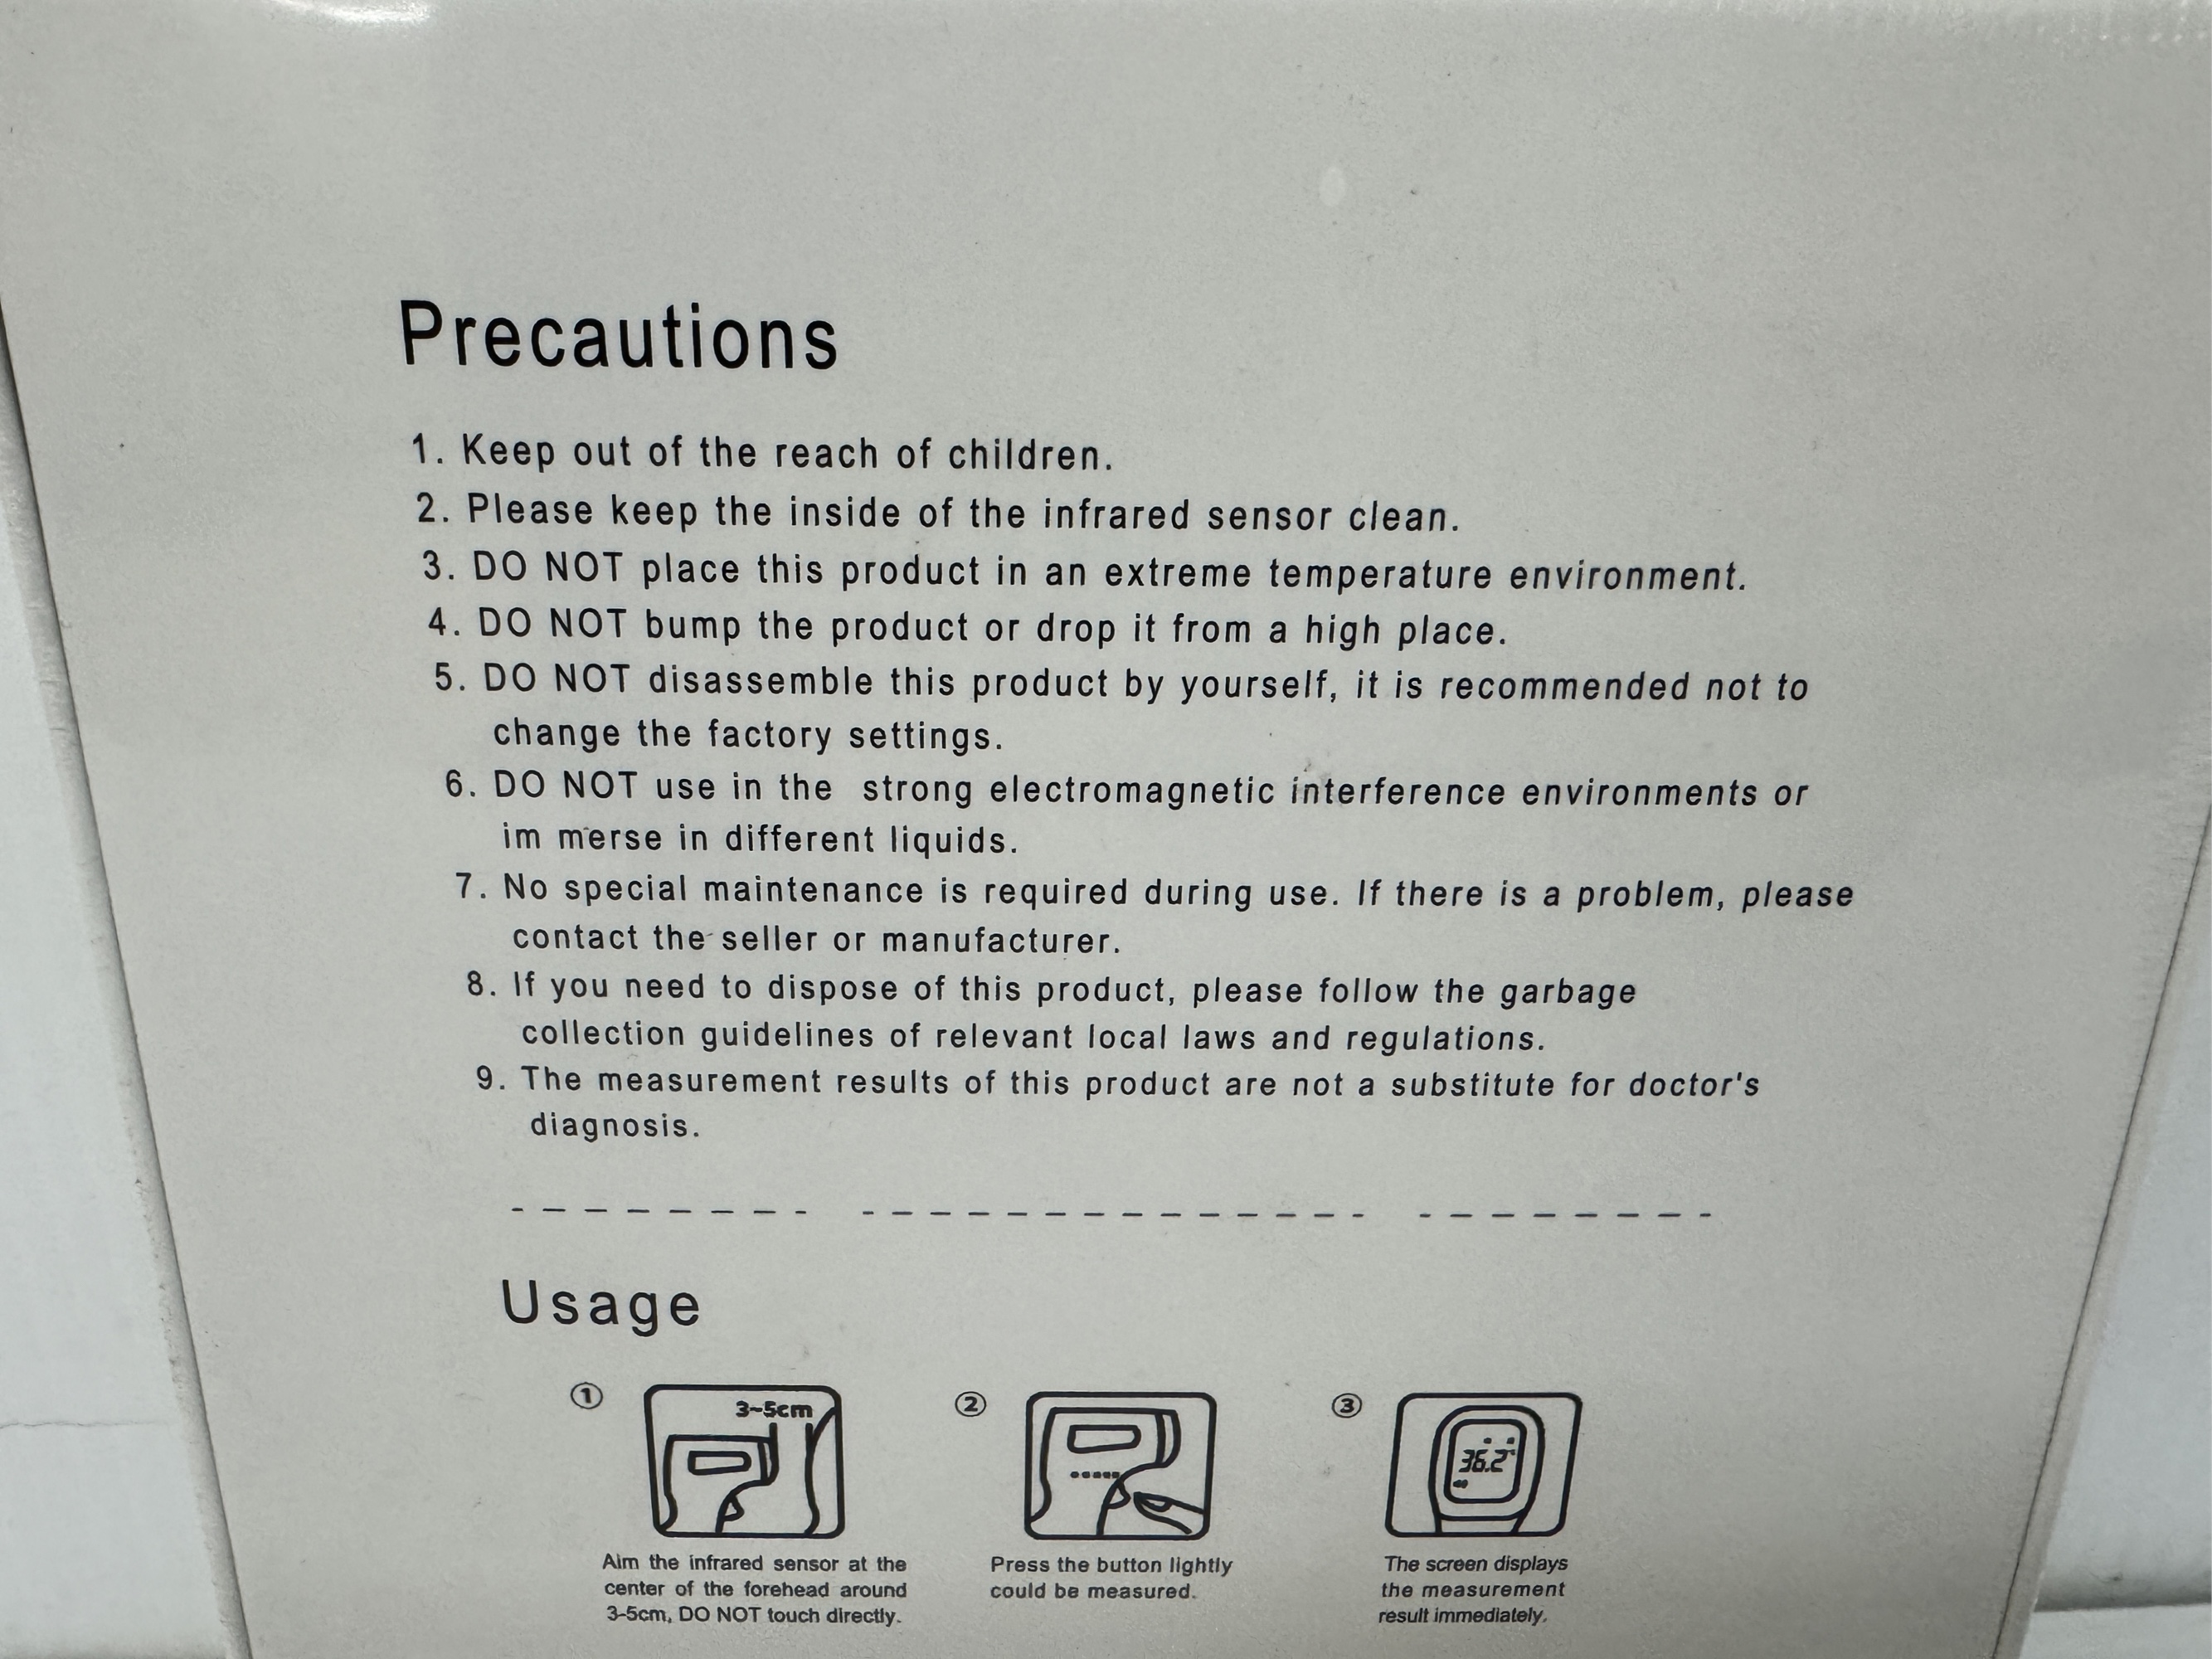 Precautions
1. Keep out of the reach of children.
2. Please keep the inside of the infrared sensor clean.
3. DO NOT place this product in an extreme temperature environment.
4. DO NOT bump the product or drop it from a high place.
5. DO NOT disassemble this product by yourself, it is recommended not to
change the factory settings.
6. DO NOT use in the strong electromagnetic interference environments or
im merse in different liquids.
7. No special maintenance is required during use. If there is a problem, please
contact the seller or manufacturer.
8. If you need to dispose of this product, please follow the garbage
collection guidelines of relevant local laws and regulations.
9. The measurement results of this product are not a substitute for doctor's
diagnosis.
Usage
①
3~5cm
Aim the infrared sensor at the
center of the forehead around
3-5cm, DO NOT touch directly.
②
Press the button lightly
could be measured.
③
36.2
The screen displays
the measurement
result immediately.